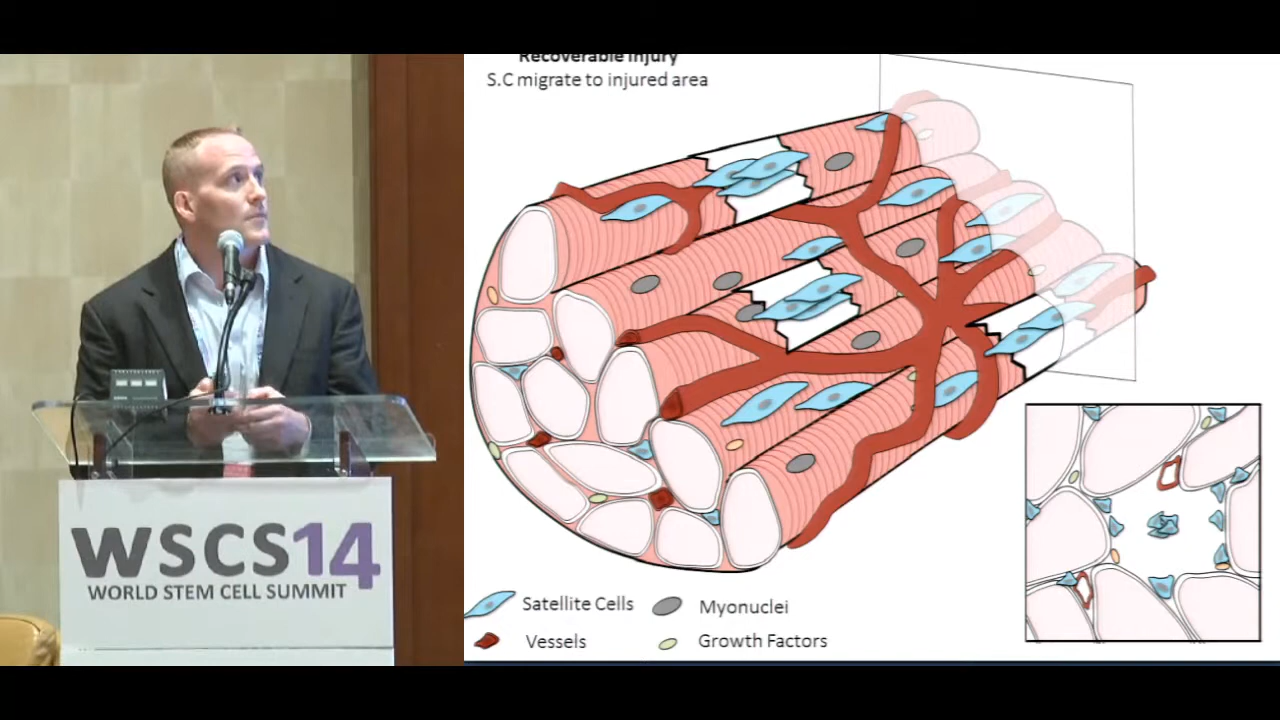 Recoverable Injury
S.C migrate to injured area
Satellite Cells
Myonuclei
Vessels
Growth Factors
WSCS14
WORLD STEM CELL SUMMIT